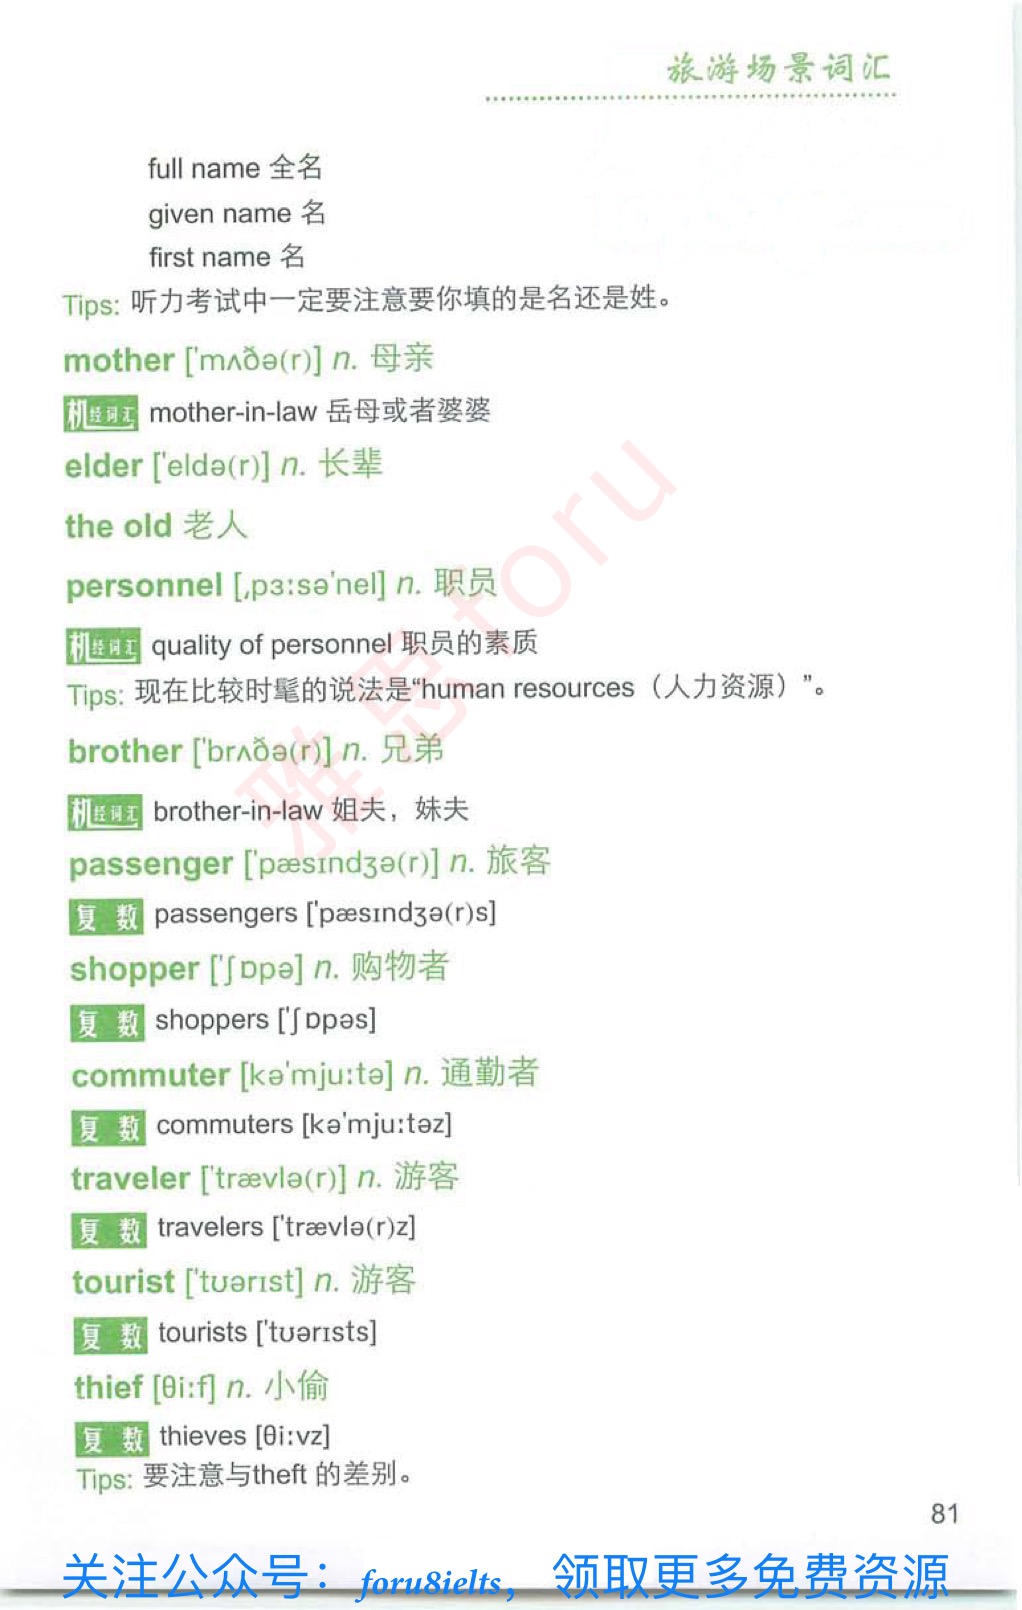 旅游场景词汇
full name 全名
given name 名
first name 名
Tips: 听力考试中一定要注意要你填的是名还是姓。
mother ['mʌðə(r)] n. 母亲
机经词汇 mother-in-law 岳母或者婆婆
elder ['eldə(r)] n. 长辈
the old 老人
personnel [ˌpɜːsə'nel] n. 职员
机经词汇 quality of personnel 职员的素质
Tips: 现在比较时髦的说法是“human resources（人力资源）”。
brother ['brʌðə(r)] n. 兄弟
机经词汇 brother-in-law 姐夫，妹夫
passenger ['pæsɪndʒə(r)] n. 旅客
复数 passengers ['pæsɪndʒə(r)s]
shopper ['ʃɒpə] n. 购物者
复数 shoppers ['ʃɒpəs]
commuter [kə'mjuːtə] n. 通勤者
复数 commuters [kə'mjuːtəz]
traveler ['trævlə(r)] n. 游客
复数 travelers ['trævlə(r)z]
tourist ['tʊərɪst] n. 游客
复数 tourists ['tʊərɪsts]
thief [θiːf] n. 小偷
复数 thieves [θiːvz]
Tips: 要注意与theft 的差别。
81
雅思foru
关注公众号：foru8ielts，领取更多免费资源